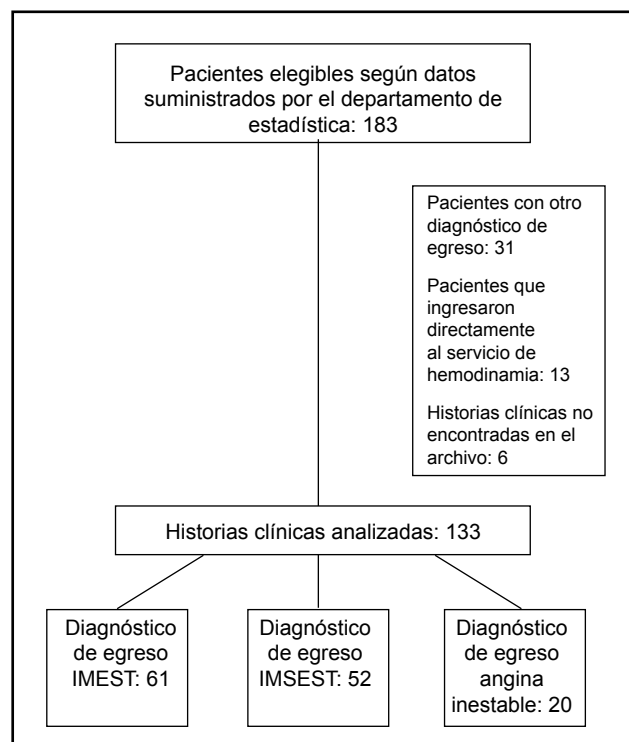 Pacientes elegibles según datos
suministrados por el departamento de
estadística: 183
Pacientes con otro
diagnóstico de
egreso: 31
Pacientes que
ingresaron
directamente
al servicio de
hemodinamia: 13
Historias clínicas no
encontradas en el
archivo: 6
Historias clínicas analizadas: 133
Diagnóstico
de egreso
IMEST: 61
Diagnóstico
de egreso
IMSEST: 52
Diagnóstico
de egreso
angina
inestable: 20